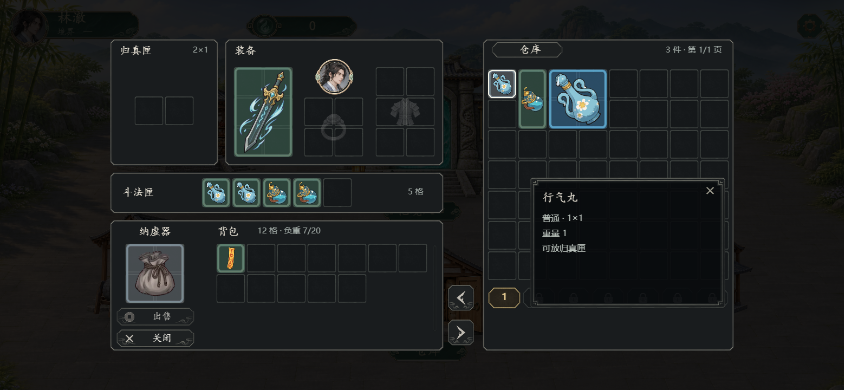 林澈
0
归真匣 2×1
装备
仓库
3 件 · 第 1/1 页
斗法匣
5 格
纳虚器
背包
12 格 · 负重 7/20
出售
关闭
行气丸
普通 · 1×1
重量 1
可放归真匣
1